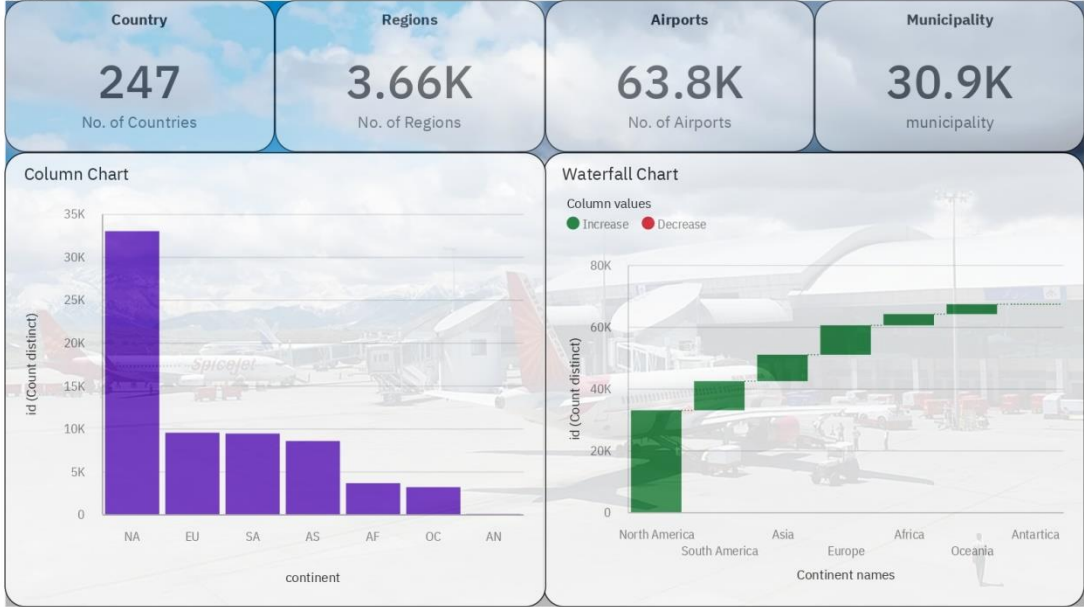 Country
247
No. of Countries
Regions
3.66K
No. of Regions
Airports
63.8K
No. of Airports
Municipality
30.9K
municipality
Column Chart
35K
30K
25K
20K
15K
10K
5K
0
id (Count distinct)
NA EU SA AS AF OC AN
continent
Spicejet
Waterfall Chart
Column values
Increase Decrease
80K
60K
40K
20K
0
id (Count distinct)
North America Asia Africa Antartica
South America Europe Oceania
Continent names